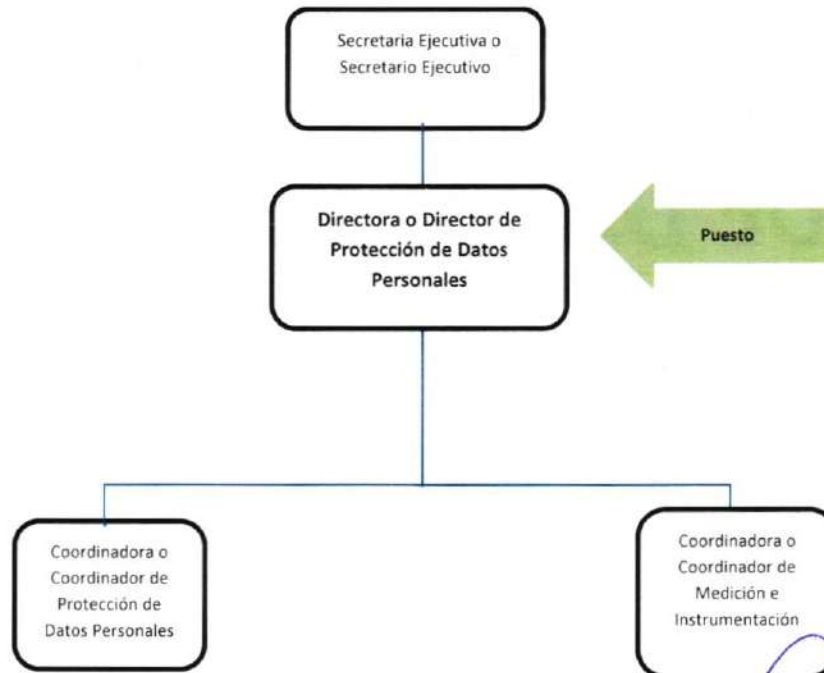 Secretaria Ejecutiva o
Secretario Ejecutivo
Directora o Director de
Protección de Datos
Personales
Puesto
Coordinadora o
Coordinador de
Protección de
Datos Personales
Coordinadora o
Coordinador de
Medición e
Instrumentación